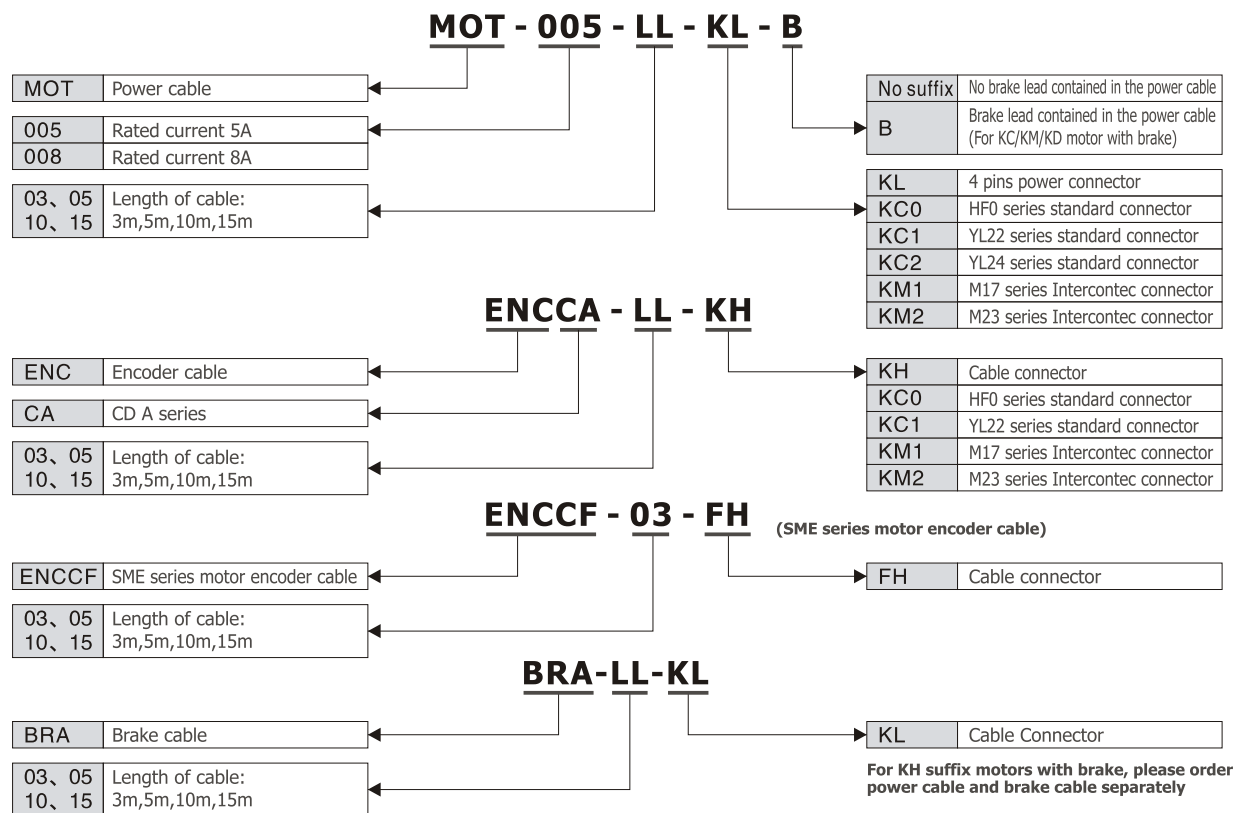 MOT - 005 - LL - KL - B
MOT Power cable
005 Rated current 5A
008 Rated current 8A
03、05 Length of cable:
10、15 3m,5m,10m,15m
No suffix No brake lead contained in the power cable
B Brake lead contained in the power cable
(For KC/KM/KD motor with brake)
KL 4 pins power connector
KC0 HF0 series standard connector
KC1 YL22 series standard connector
KC2 YL24 series standard connector
KM1 M17 series Intercontec connector
KM2 M23 series Intercontec connector
ENCCA - LL - KH
ENC Encoder cable
CA CD A series
03、05 Length of cable:
10、15 3m,5m,10m,15m
KH Cable connector
KC0 HF0 series standard connector
KC1 YL22 series standard connector
KM1 M17 series Intercontec connector
KM2 M23 series Intercontec connector
ENCCF - 03 - FH (SME series motor encoder cable)
ENCCF SME series motor encoder cable
03、05 Length of cable:
10、15 3m,5m,10m,15m
FH Cable connector
BRA-LL-KL
BRA Brake cable
03、05 Length of cable:
10、15 3m,5m,10m,15m
KL Cable Connector
For KH suffix motors with brake, please order
power cable and brake cable separately